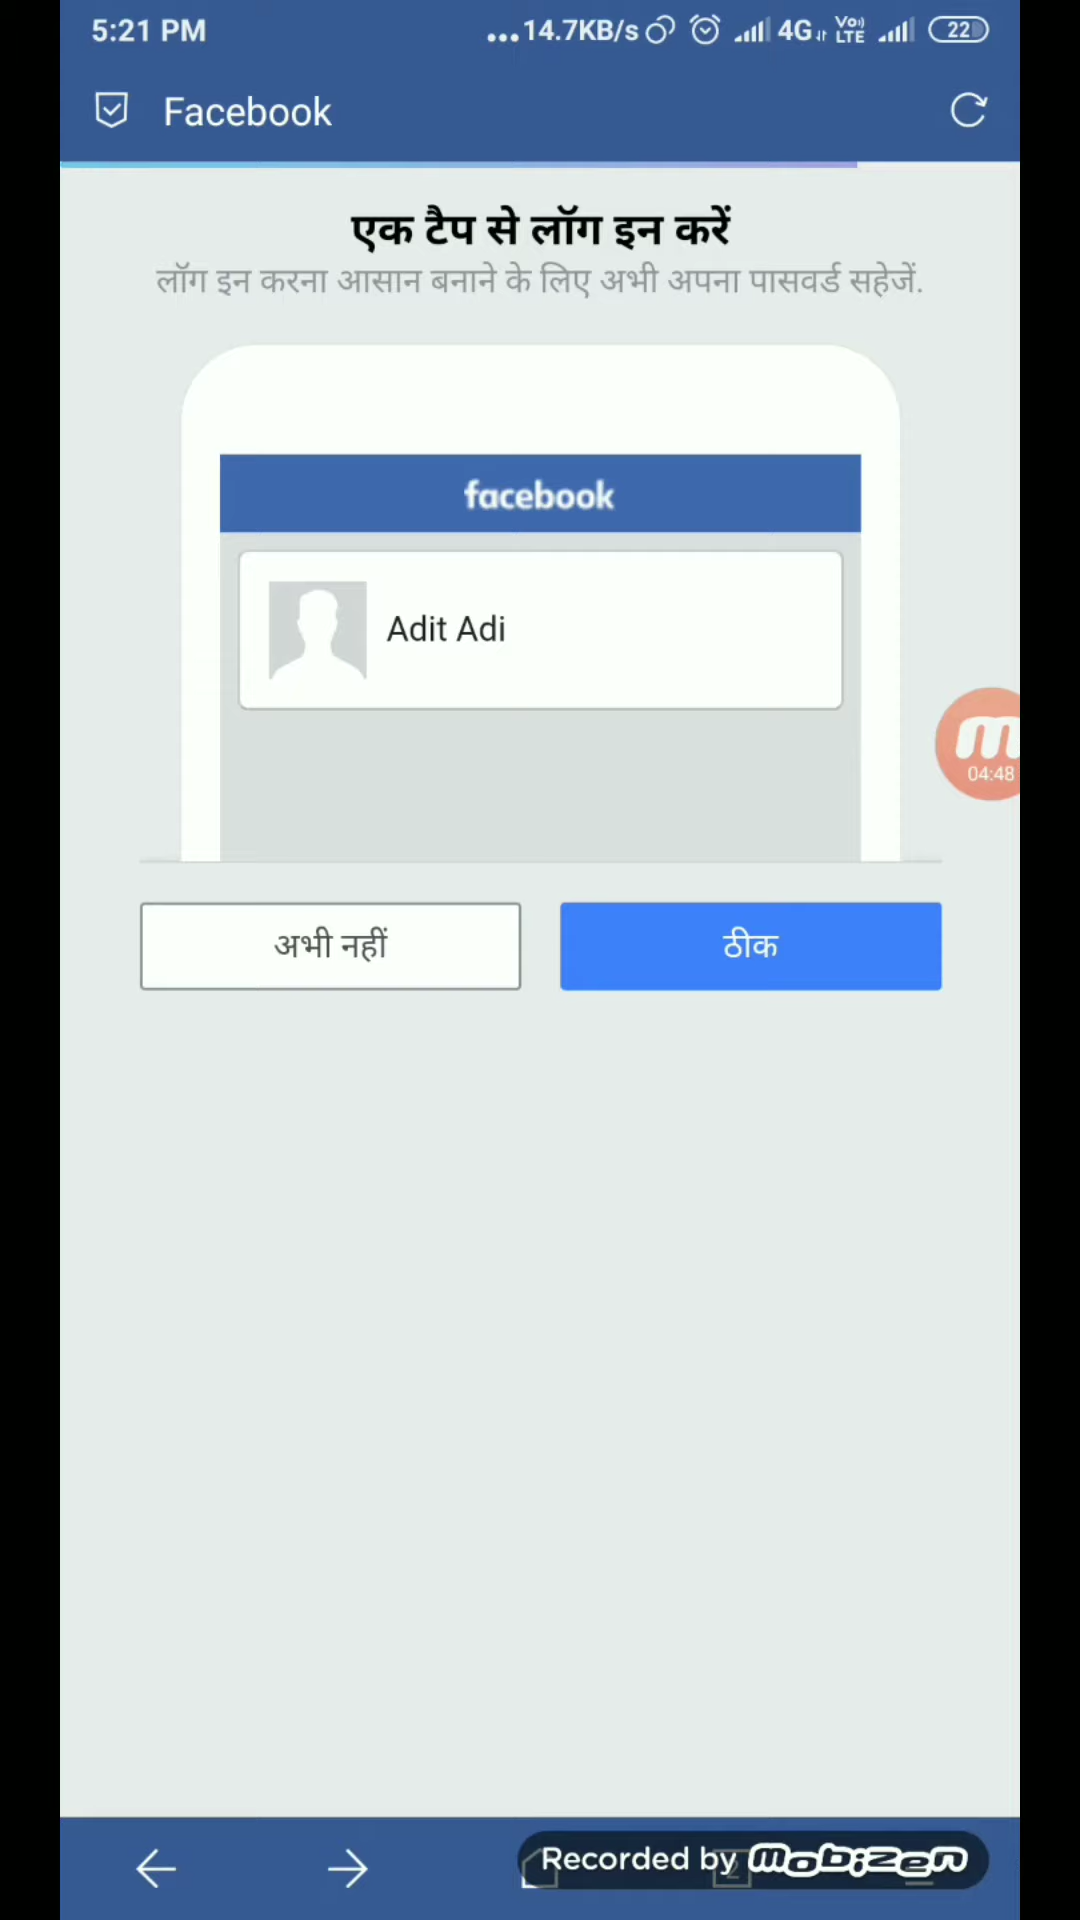 5:21 PM ...14.7KB/s 4G Vo)) LTE 22
Facebook
एक टैप से लॉग इन करें
लॉग इन करना आसान बनाने के लिए अभी अपना पासवर्ड सहेजें.
facebook
Adit Adi
m
04:48
अभी नहीं ठीक
Recorded by mobizen
2